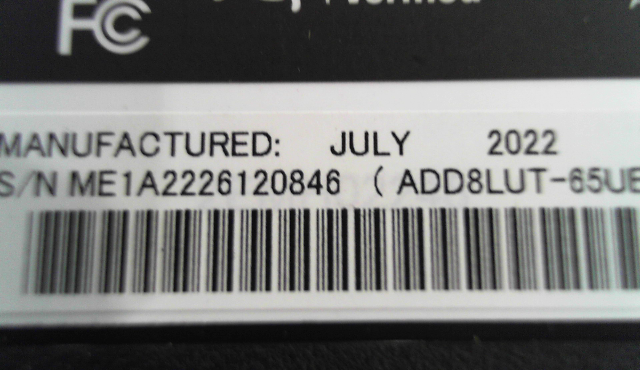 FC
MANUFACTURED: JULY 2022
S/N ME1A2226120846 ( ADD8LUT-65UE